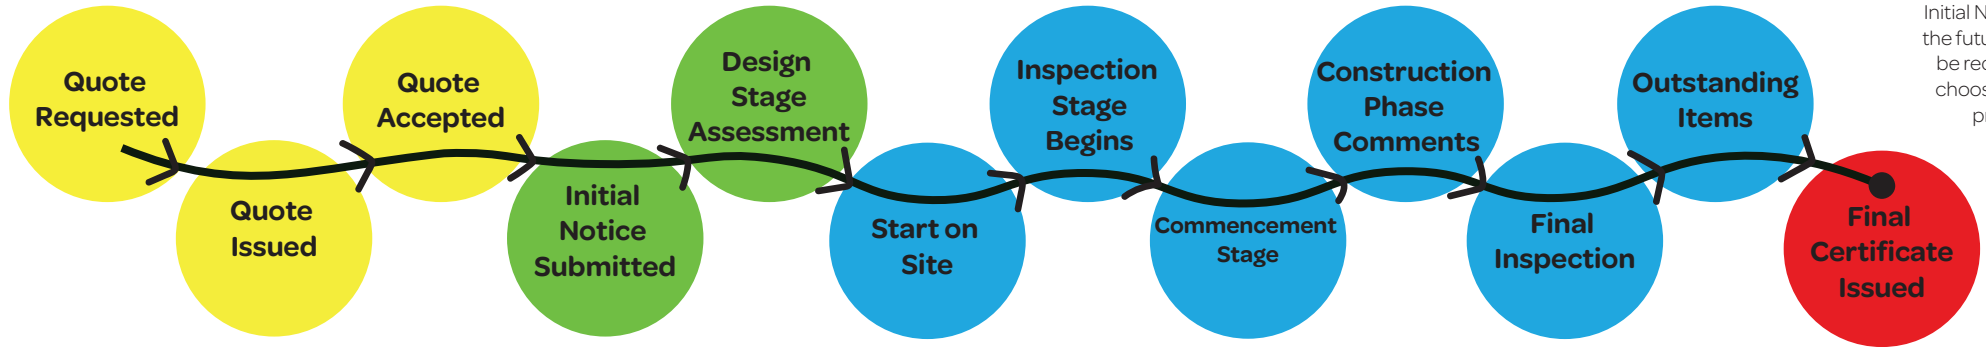 Quote
Requested
Quote
Issued
Quote
Accepted
Initial
Notice
Submitted
Design
Stage
Assessment
Start on
Site
Inspection
Stage
Begins
Commencement
Stage
Construction
Phase
Comments
Final
Inspection
Outstanding
Items
Final
Certificate
Issued
Initial
the
be